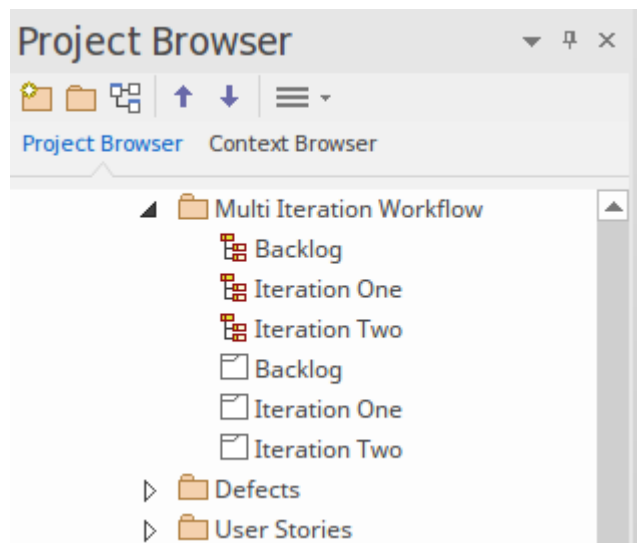 Project Browser
Project Browser Context Browser
Multi Iteration Workflow
Backlog
Iteration One
Iteration Two
Backlog
Iteration One
Iteration Two
Defects
User Stories